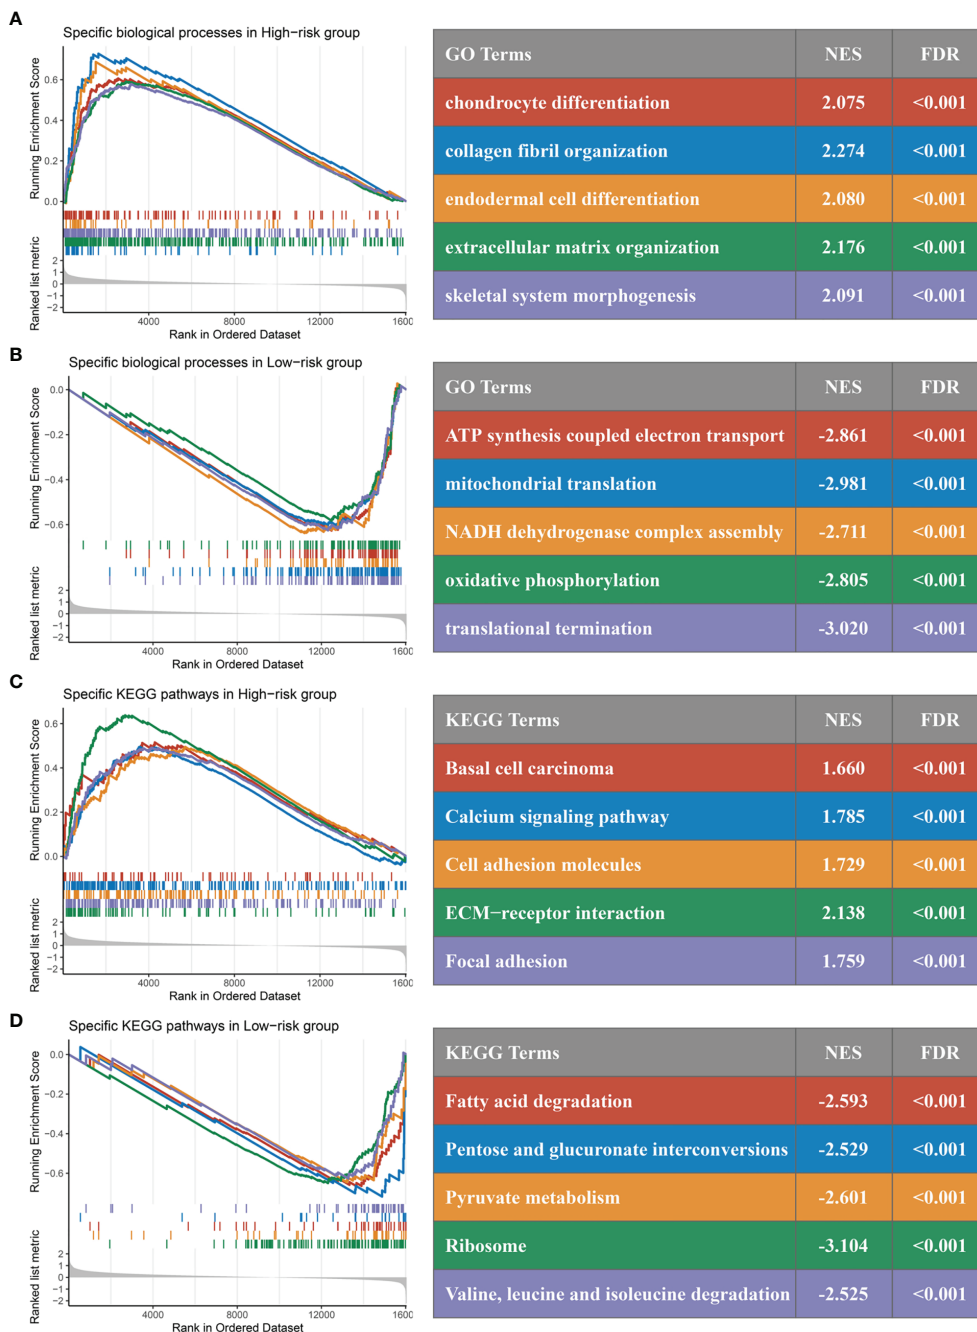 A
Specific biological processes in High−risk group
Running Enrichment Score
0.6
0.4
0.2
0.0
Ranked list metric
2
1
0
−1
−2
4000 8000 12000 1600
Rank in Ordered Dataset
GO Terms NES FDR
chondrocyte differentiation 2.075 <0.001
collagen fibril organization 2.274 <0.001
endodermal cell differentiation 2.080 <0.001
extracellular matrix organization 2.176 <0.001
skeletal system morphogenesis 2.091 <0.001
B
Specific biological processes in Low−risk group
Running Enrichment Score
0.0
−0.2
−0.4
−0.6
Ranked list metric
2
1
0
−1
−2
4000 8000 12000 1600
Rank in Ordered Dataset
GO Terms NES FDR
ATP synthesis coupled electron transport -2.861 <0.001
mitochondrial translation -2.981 <0.001
NADH dehydrogenase complex assembly -2.711 <0.001
oxidative phosphorylation -2.805 <0.001
translational termination -3.020 <0.001
C
Specific KEGG pathways in High−risk group
Running Enrichment Score
0.6
0.4
0.2
0.0
Ranked list metric
2
1
0
−1
−2
4000 8000 12000 1600
Rank in Ordered Dataset
KEGG Terms NES FDR
Basal cell carcinoma 1.660 <0.001
Calcium signaling pathway 1.785 <0.001
Cell adhesion molecules 1.729 <0.001
ECM−receptor interaction 2.138 <0.001
Focal adhesion 1.759 <0.001
D
Specific KEGG pathways in Low−risk group
Running Enrichment Score
0.0
−0.2
−0.4
−0.6
Ranked list metric
2
1
0
−1
−2
4000 8000 12000 1600
Rank in Ordered Dataset
KEGG Terms NES FDR
Fatty acid degradation -2.593 <0.001
Pentose and glucuronate interconversions -2.529 <0.001
Pyruvate metabolism -2.601 <0.001
Ribosome -3.104 <0.001
Valine, leucine and isoleucine degradation -2.525 <0.001